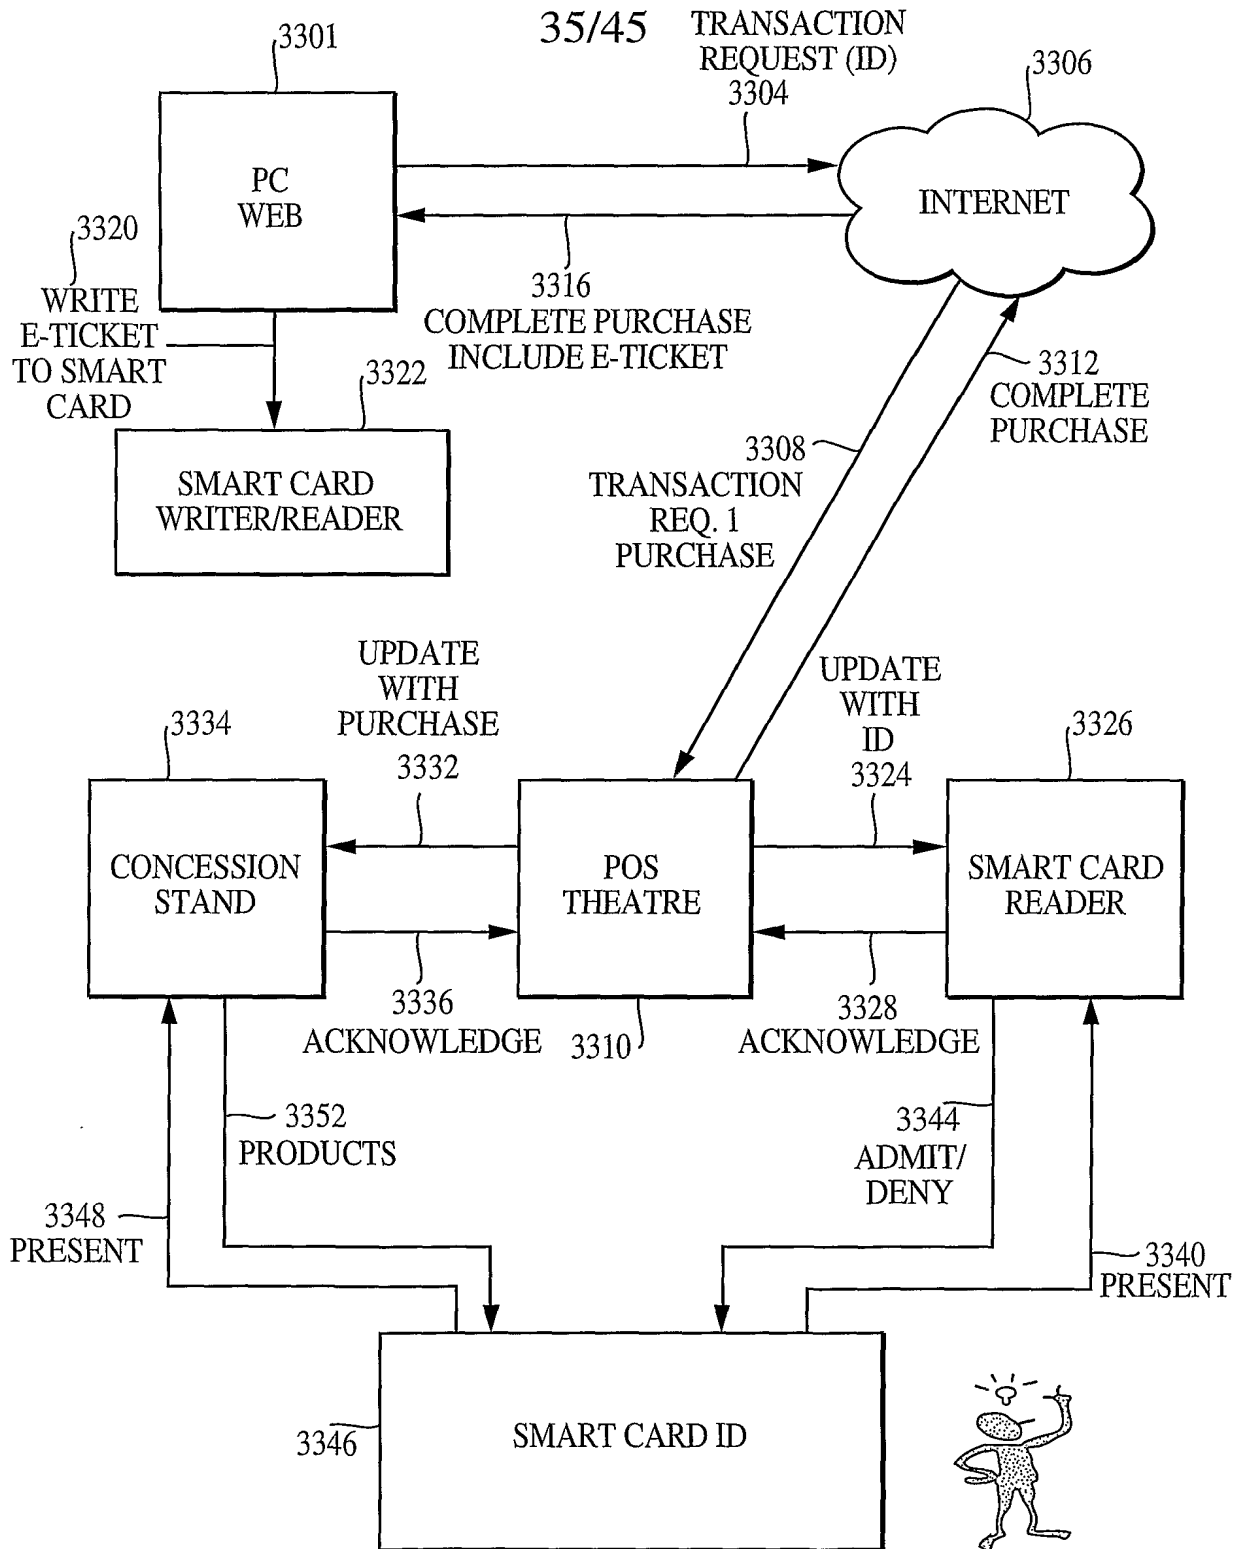 35/45
TRANSACTION
REQUEST (ID)
3304
3301
3306
PC
WEB
INTERNET
3320
WRITE
E-TICKET
TO SMART
CARD
3316
COMPLETE PURCHASE
INCLUDE E-TICKET
3312
COMPLETE
PURCHASE
3322
SMART CARD
WRITER/READER
3308
TRANSACTION
REQ. 1
PURCHASE
UPDATE
WITH
PURCHASE
3332
UPDATE
WITH
ID
3324
3334
3326
CONCESSION
STAND
POS
THEATRE
SMART CARD
READER
3336
ACKNOWLEDGE
3310
3328
ACKNOWLEDGE
3352
PRODUCTS
3344
ADMIT/
DENY
3348
PRESENT
3340
PRESENT
3346
SMART CARD ID